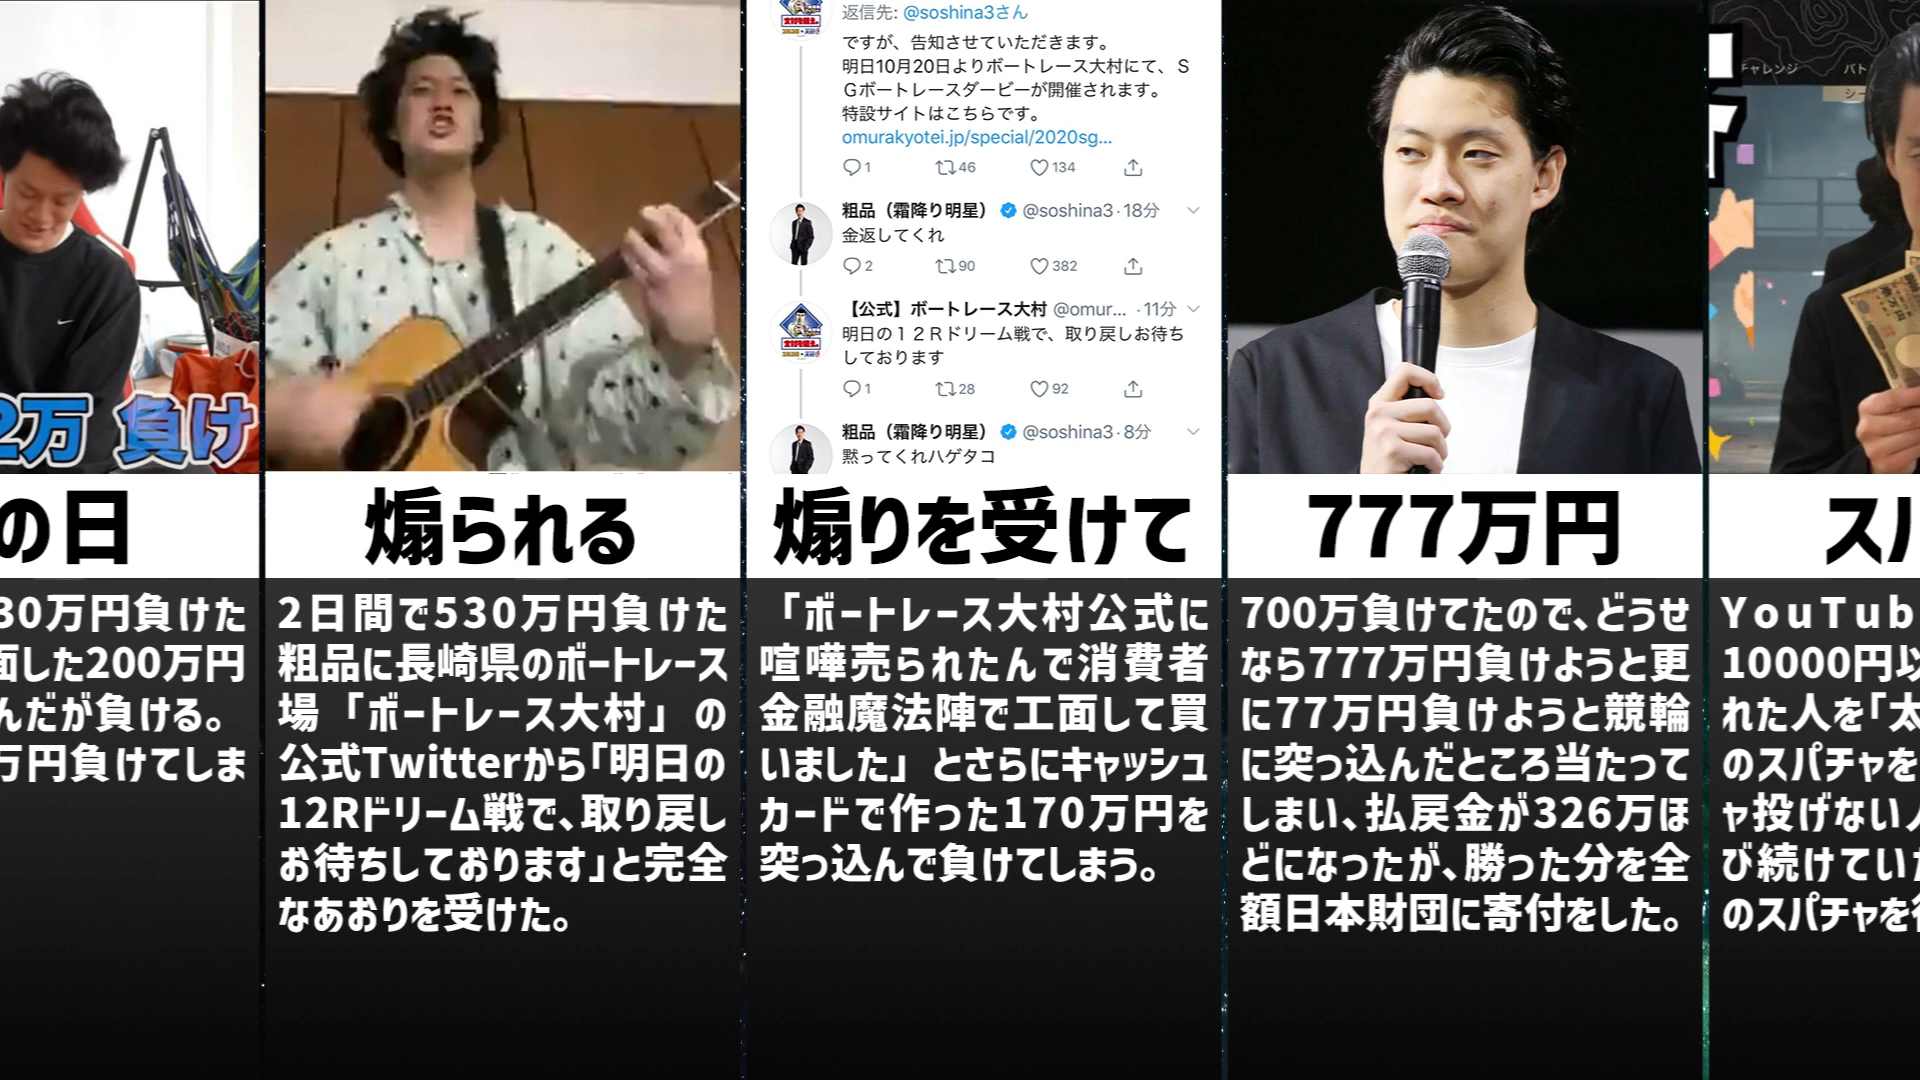 2万 負け
の日
30万円負けた
面した200万円
んだが負ける。
万円負けてしま
煽られる
2日間で530万円負けた
粗品に長崎県のボートレース
場「ボートレース大村」の
公式Twitterから「明日の
12Rドリーム戦で、取り戻し
お待ちしております」と完全
なあおりを受けた。
返信先: @soshina3さん
ですが、告知させていただきます。
明日10月20日よりボートレース大村にて、S
Gボートレースダービーが開催されます。
特設サイトはこちらです。
omurakyotei.jp/special/2020sg...
1 46 134
粗品（霜降り明星） @soshina3·18分
金返してくれ
2 90 382
【公式】ボートレース大村 @omur... ·11分
明日の12Rドリーム戦で、取り戻しお待ち
しております
1 28 92
粗品（霜降り明星） @soshina3·8分
黙ってくれハゲタコ
煽りを受けて
「ボートレース大村公式に
喧嘩売られたんで消費者
金融魔法陣で工面して買
いました」とさらにキャッシュ
カードで作った170万円を
突っ込んで負けてしまう。
777万円
700万負けてたので、どうせ
なら777万円負けようと更
に77万円負けようと競輪
に突っ込んだところ当たって
しまい、払戻金が326万ほ
どになったが、勝った分を全
額日本財団に寄付をした。
チャレンジ バト
シー
スパ
YouTub
10000円以
れた人を「太
のスパチャを
ャ投げない人
び続けていた
のスパチャを得